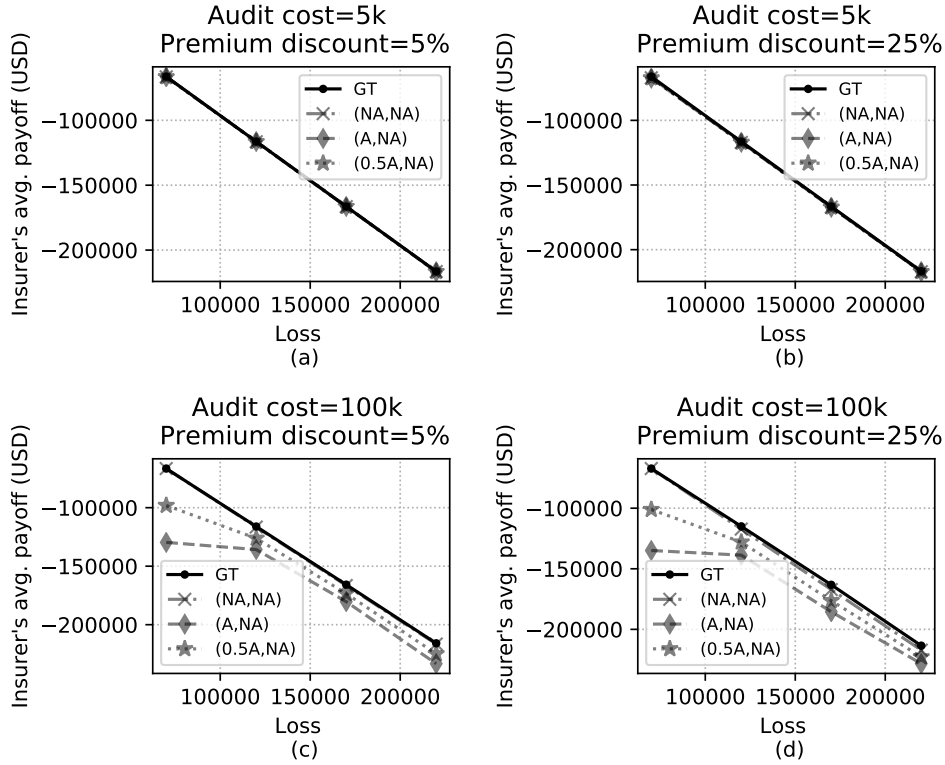 Audit cost=5k
Premium discount=5%
Insurer's avg. payoff (USD)
−100000
−150000
−200000
GT
(NA,NA)
(A,NA)
(0.5A,NA)
100000 150000 200000
Loss
(a)
Audit cost=5k
Premium discount=25%
Insurer's avg. payoff (USD)
−100000
−150000
−200000
GT
(NA,NA)
(A,NA)
(0.5A,NA)
100000 150000 200000
Loss
(b)
Audit cost=100k
Premium discount=5%
Insurer's avg. payoff (USD)
−100000
−150000
−200000
GT
(NA,NA)
(A,NA)
(0.5A,NA)
100000 150000 200000
Loss
(c)
Audit cost=100k
Premium discount=25%
Insurer's avg. payoff (USD)
−100000
−150000
−200000
GT
(NA,NA)
(A,NA)
(0.5A,NA)
100000 150000 200000
Loss
(d)